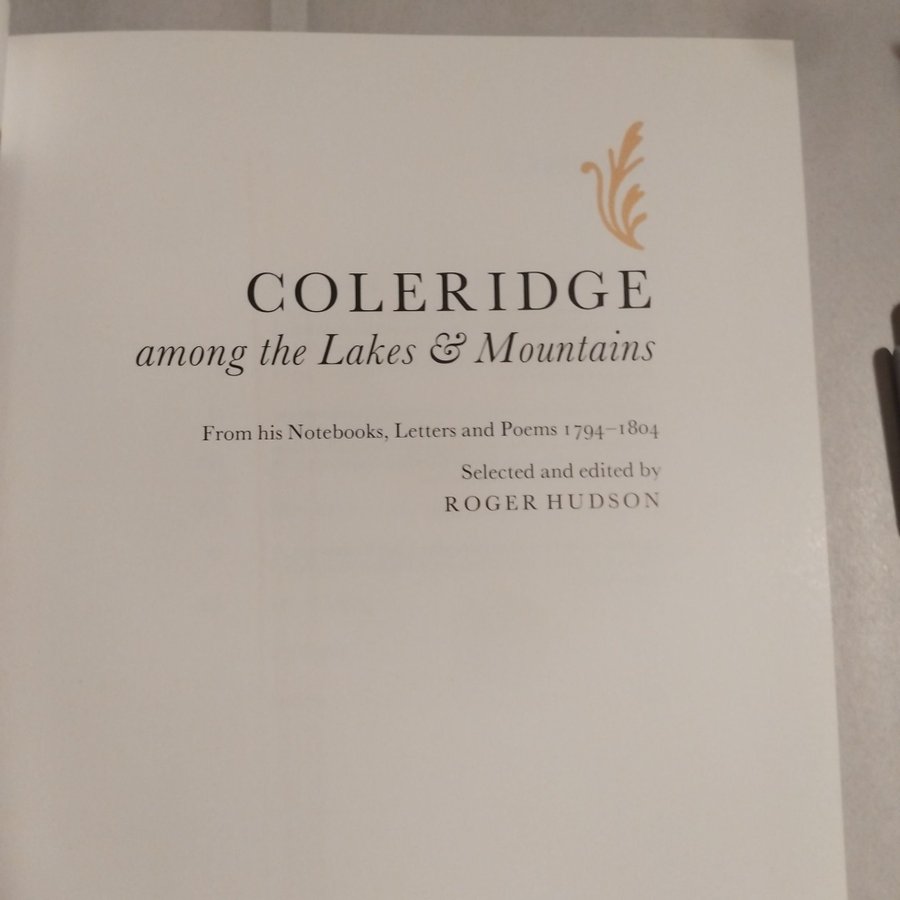 COLERIDGE
among the Lakes & Mountains
From his Notebooks, Letters and Poems 1794–1804
Selected and edited by
ROGER HUDSON